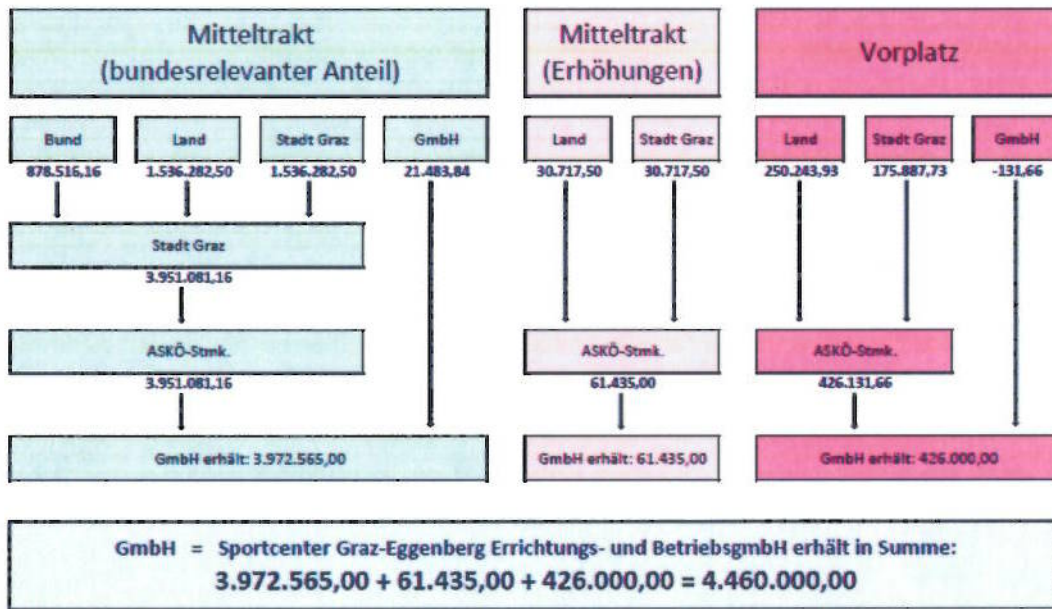 Mitteltrakt
(bundesrelevanter Anteil)
Bund
Land
Stadt Graz
GmbH
878.516,16
1.536.282,50
1.536.282,50
21.483,84
Stadt Graz
3.951.081,16
ASKÖ-Stmk.
3.951.081,16
GmbH erhält: 3.972.565,00
Mitteltrakt
(Erhöhungen)
Land
Stadt Graz
30.717,50
30.717,50
ASKÖ-Stmk.
61.435,00
GmbH erhält: 61.435,00
Vorplatz
Land
Stadt Graz
GmbH
250.243,93
175.887,73
-131,66
ASKÖ-Stmk.
426.131,66
GmbH erhält: 426.000,00
GmbH = Sportcenter Graz-Eggenberg Errichtungs- und BetriebsgmbH erhält in Summe:
3.972.565,00 + 61.435,00 + 426.000,00 = 4.460.000,00